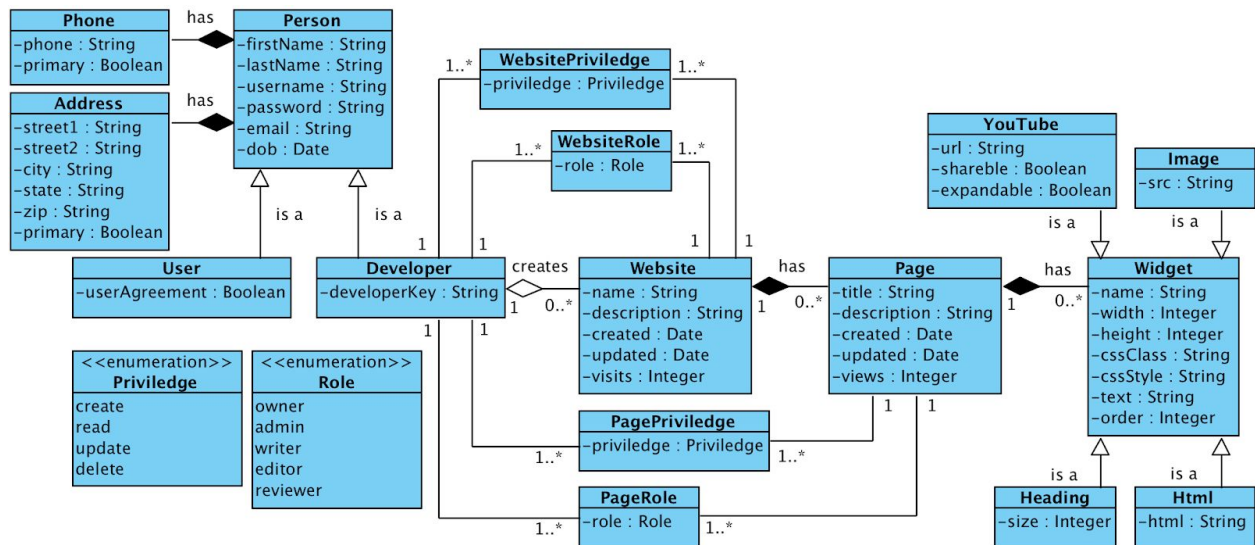 Phone
-phone : String
-primary : Boolean
has
Person
-firstName : String
-lastName : String
-username : String
-password : String
-email : String
-dob : Date
Address
-street1 : String
-street2 : String
-city : String
-state : String
-zip : String
-primary : Boolean
has
is a
is a
User
-userAgreement : Boolean
Developer
-developerKey : String
<<enumeration>>
Priviledge
create
read
update
delete
<<enumeration>>
Role
owner
admin
writer
editor
reviewer
WebsitePriviledge
-priviledge : Priviledge
1..*
1..*
WebsiteRole
-role : Role
1..*
1..*
1
1
1
1
creates
1
0..*
Website
-name : String
-description : String
-created : Date
-updated : Date
-visits : Integer
has
1
0..*
Page
-title : String
-description : String
-created : Date
-updated : Date
-views : Integer
has
1
0..*
1
1
1
1
PagePriviledge
-priviledge : Priviledge
1..*
1..*
PageRole
-role : Role
1..*
1..*
YouTube
-url : String
-shareble : Boolean
-expandable : Boolean
Image
-src : String
is a
is a
Widget
-name : String
-width : Integer
-height : Integer
-cssClass : String
-cssStyle : String
-text : String
-order : Integer
is a
is a
Heading
-size : Integer
Html
-html : String